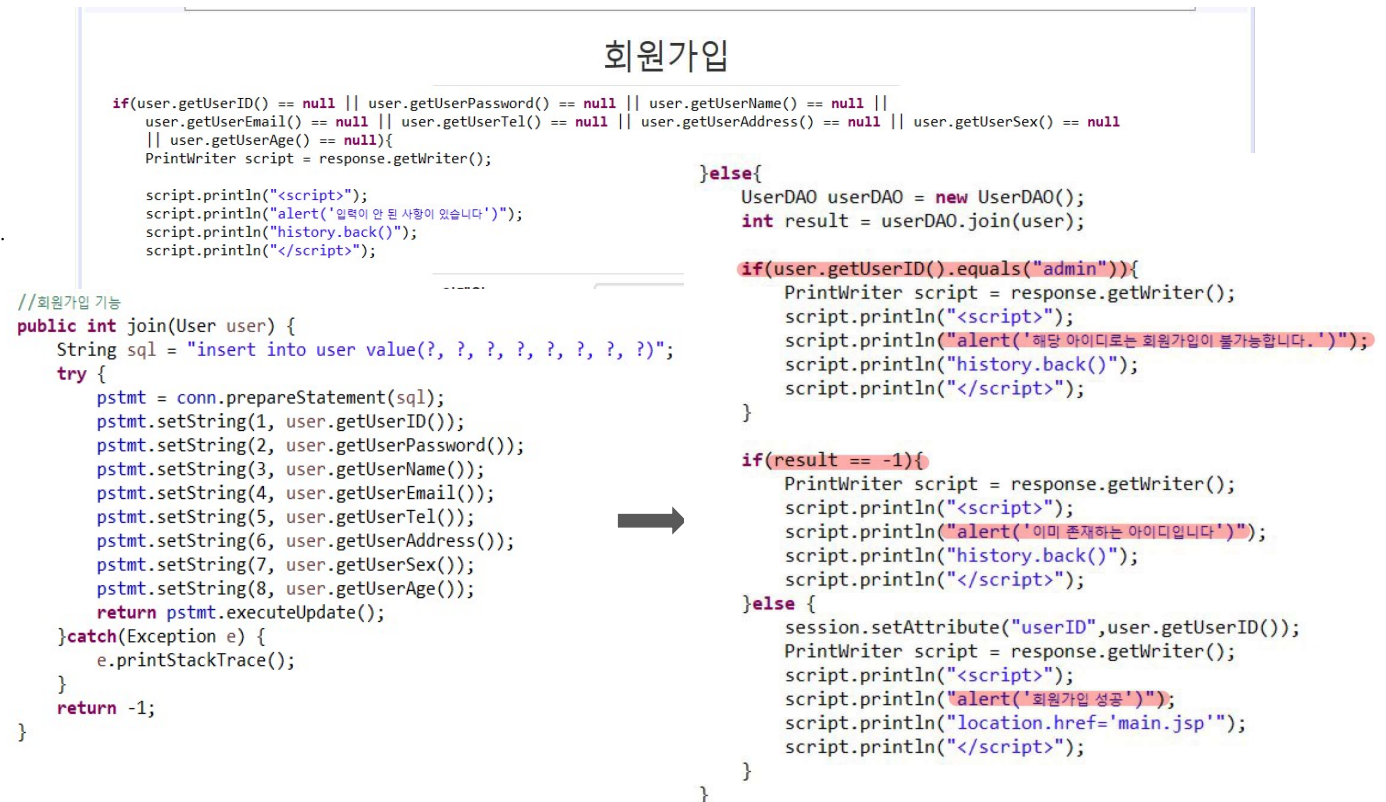 회원가입
if(user.getUserID() == null || user.getUserPassword() == null || user.getUserName() == null ||
user.getUserEmail() == null || user.getUserTel() == null || user.getUserAddress() == null || user.getUserSex() == null
|| user.getUserAge() == null){
PrintWriter script = response.getWriter();
script.println("<script>");
script.println("alert('입력이 안 된 사항이 있습니다')");
script.println("history.back()");
script.println("</script>");
.
//회원가입 기능
public int join(User user) {
String sql = "insert into user value(?, ?, ?, ?, ?, ?, ?, ?)";
try {
pstmt = conn.prepareStatement(sql);
pstmt.setString(1, user.getUserID());
pstmt.setString(2, user.getUserPassword());
pstmt.setString(3, user.getUserName());
pstmt.setString(4, user.getUserEmail());
pstmt.setString(5, user.getUserTel());
pstmt.setString(6, user.getUserAddress());
pstmt.setString(7, user.getUserSex());
pstmt.setString(8, user.getUserAge());
return pstmt.executeUpdate();
}catch(Exception e) {
e.printStackTrace();
}
return -1;
}
}else{
UserDAO userDAO = new UserDAO();
int result = userDAO.join(user);
if(user.getUserID().equals("admin")){
PrintWriter script = response.getWriter();
script.println("<script>");
script.println("alert('해당 아이디로는 회원가입이 불가능합니다.')");
script.println("history.back()");
script.println("</script>");
}
if(result == -1){
PrintWriter script = response.getWriter();
script.println("<script>");
script.println("alert('이미 존재하는 아이디입니다')");
script.println("history.back()");
script.println("</script>");
}else {
session.setAttribute("userID",user.getUserID());
PrintWriter script = response.getWriter();
script.println("<script>");
script.println("alert('회원가입 성공')");
script.println("location.href='main.jsp'");
script.println("</script>");
}
}